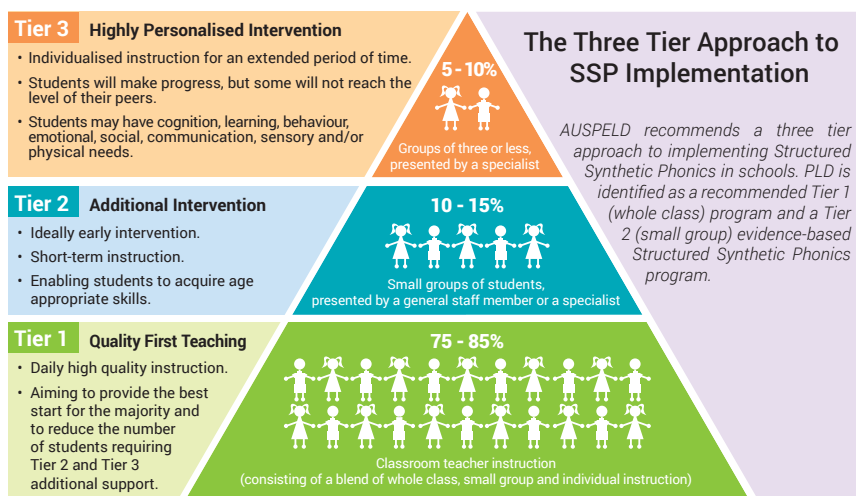 Tier 3 Highly Personalised Intervention
• Individualised instruction for an extended period of time.
• Students will make progress, but some will not reach the
level of their peers.
• Students may have cognition, learning, behaviour,
emotional, social, communication, sensory and/or
physical needs.
5 - 10%
Groups of three or less,
presented by a specialist
The Three Tier Approach to
SSP Implementation
AUSPELD recommends a three tier
approach to implementing Structured
Synthetic Phonics in schools. PLD is
identified as a recommended Tier 1
(whole class) program and a Tier
2 (small group) evidence-based
Structured Synthetic Phonics
program.
Tier 2 Additional Intervention
• Ideally early intervention.
• Short-term instruction.
• Enabling students to acquire age
appropriate skills.
10 - 15%
Small groups of students,
presented by a general staff member or a specialist
Tier 1 Quality First Teaching
• Daily high quality instruction.
• Aiming to provide the best
start for the majority and
to reduce the number
of students requiring
Tier 2 and Tier 3
additional support.
75 - 85%
Classroom teacher instruction
(consisting of a blend of whole class, small group and individual instruction)